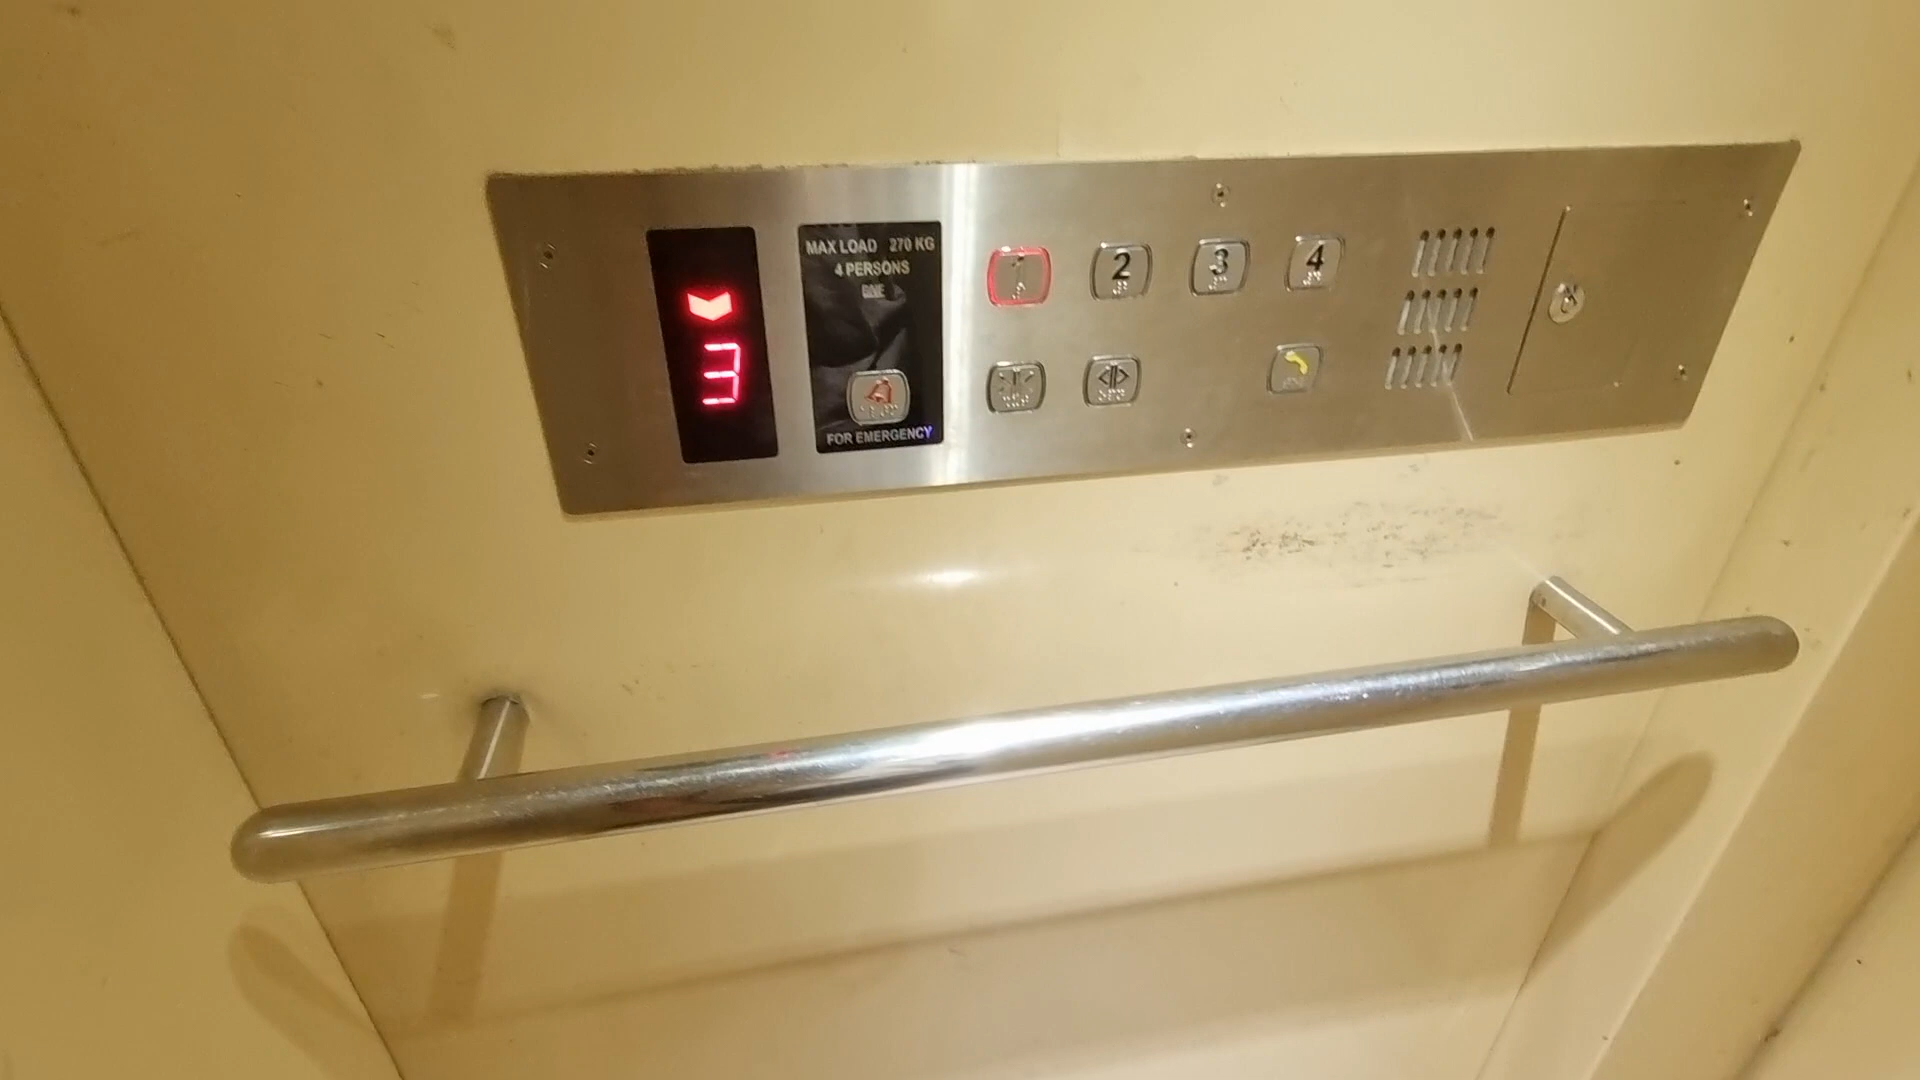 3
MAX LOAD 270 KG
4 PERSONS
FOR EMERGENCY
1 2 3 4